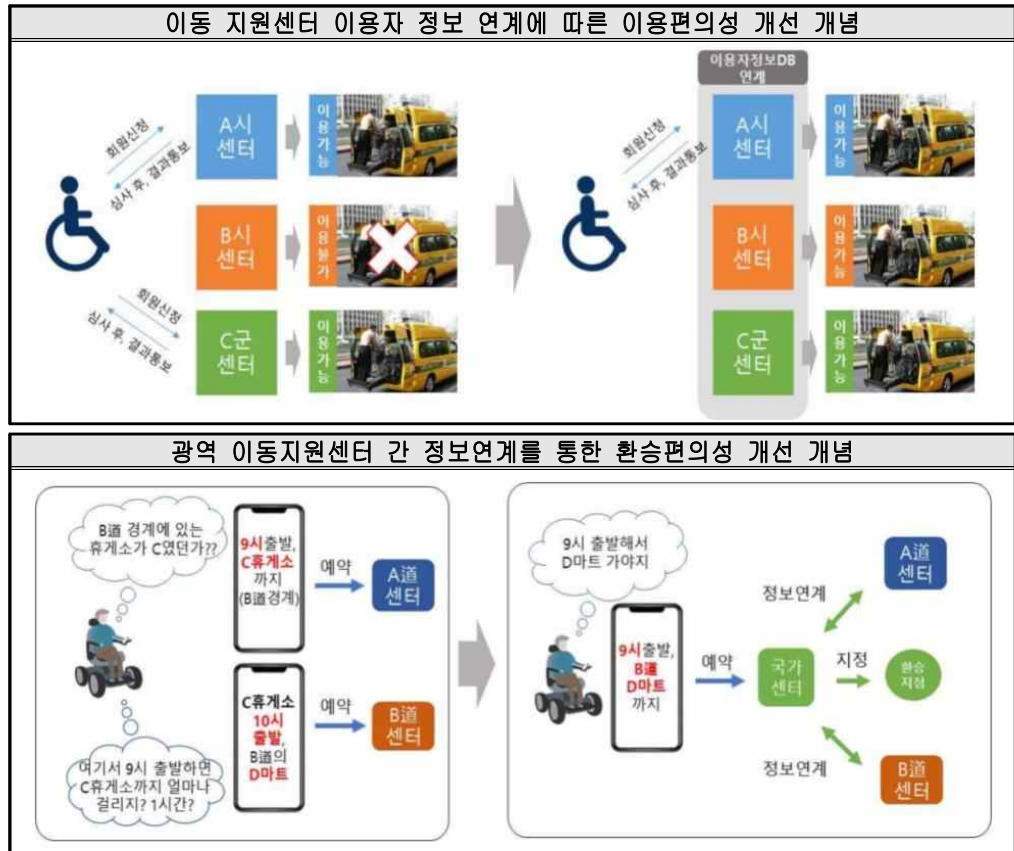 이동 지원센터 이용자 정보 연계에 따른 이용편의성 개선 개념
회원신청
심사 후, 결과통보
A시
센터
이용가능
B시
센터
이용불가
회원신청
심사 후, 결과통보
C군
센터
이용가능
이용자정보DB
연계
회원신청
심사 후, 결과통보
A시
센터
이용가능
B시
센터
이용가능
C군
센터
이용가능
광역 이동지원센터 간 정보연계를 통한 환승편의성 개선 개념
B道 경계에 있는
휴게소가 C였던가??
9시출발,
C휴게소
까지
(B道경계)
예약
A道
센터
여기서 9시 출발하면
C휴게소까지 얼마나
걸리지? 1시간?
C휴게소
10시
출발,
B道의
D마트
예약
B道
센터
9시 출발해서
D마트 가야지
9시출발,
B道
D마트
까지
예약
국가
센터
정보연계
A道
센터
지정
환승
지점
정보연계
B道
센터